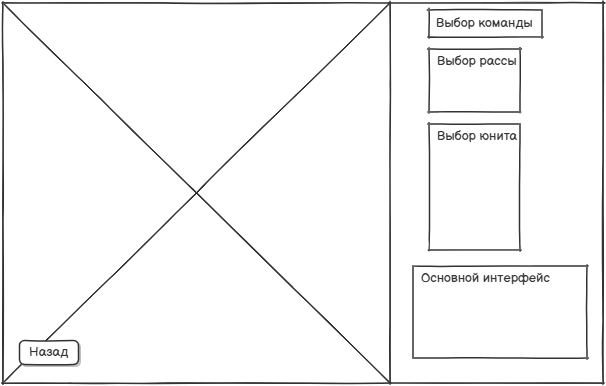 Выбор команды
Выбор рассы
Выбор юнита
Основной интерфейс
Назад